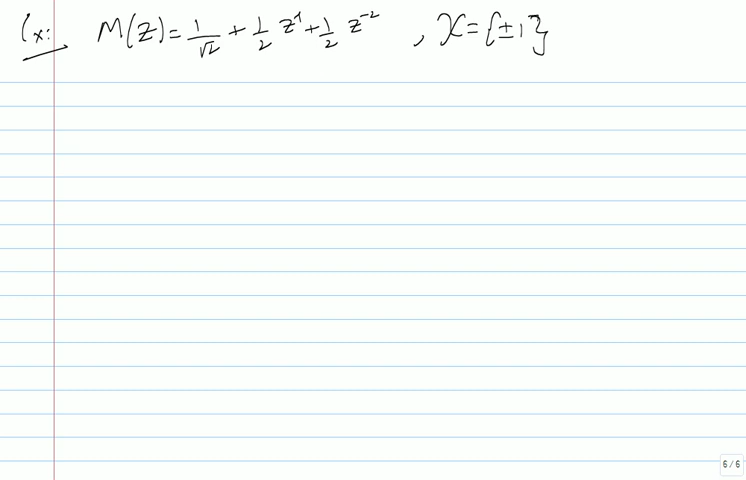 Ex: M(z) = 1/√2 + 1/2 z⁻¹ + 1/2 z⁻² , X = {±1}
6 / 6